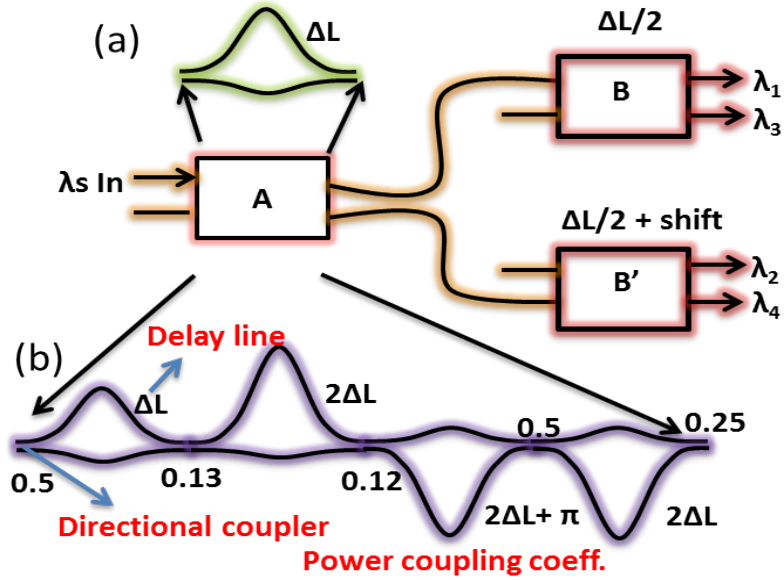 (a)
ΔL
ΔL/2
B
λ1
λ3
λs In
A
ΔL/2 + shift
B’
λ2
λ4
(b)
Delay line
ΔL
2ΔL
0.5
0.13
0.12
0.5
0.25
2ΔL+ π
2ΔL
Directional coupler
Power coupling coeff.